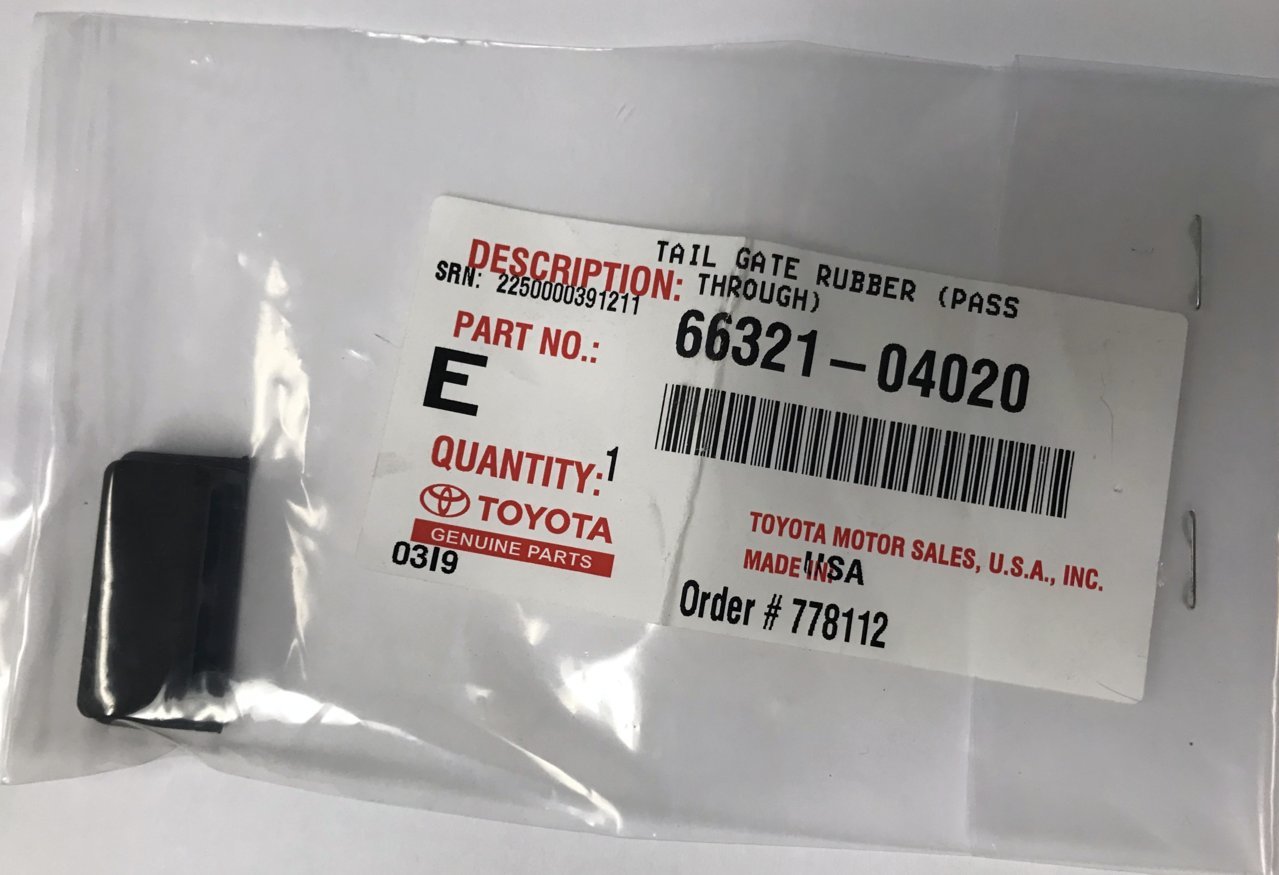 DESCRIPTION: TAIL GATE RUBBER (PASS
THROUGH)
SRN: 2250000391211
PART NO.: 66321-04020
E
QUANTITY: 1
TOYOTA
GENUINE PARTS
03I9
TOYOTA MOTOR SALES, U.S.A., INC.
MADE IN: USA
Order # 778112